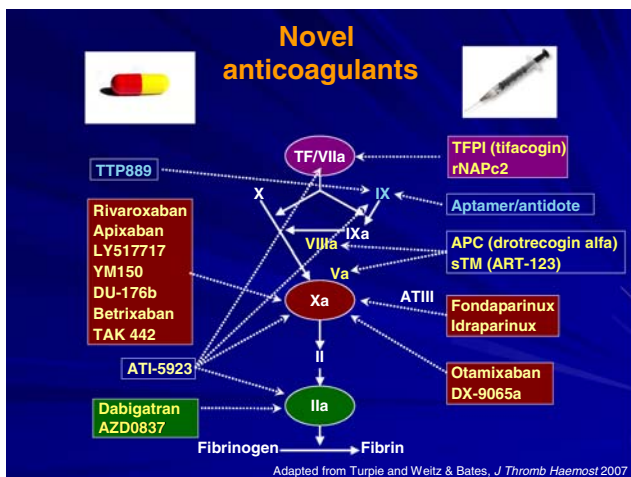 Novel
anticoagulants
TF/VIIa
TFPI (tifacogin)
rNAPc2
TTP889
X
IX
Aptamer/antidote
IXa
VIIIa
APC (drotrecogin alfa)
sTM (ART-123)
Va
Rivaroxaban
Apixaban
LY517717
YM150
DU-176b
Betrixaban
TAK 442
Xa
ATIII
Fondaparinux
Idraparinux
II
ATI-5923
Otamixaban
DX-9065a
IIa
Dabigatran
AZD0837
Fibrinogen
Fibrin
Adapted from Turpie and Weitz & Bates, J Thromb Haemost 2007